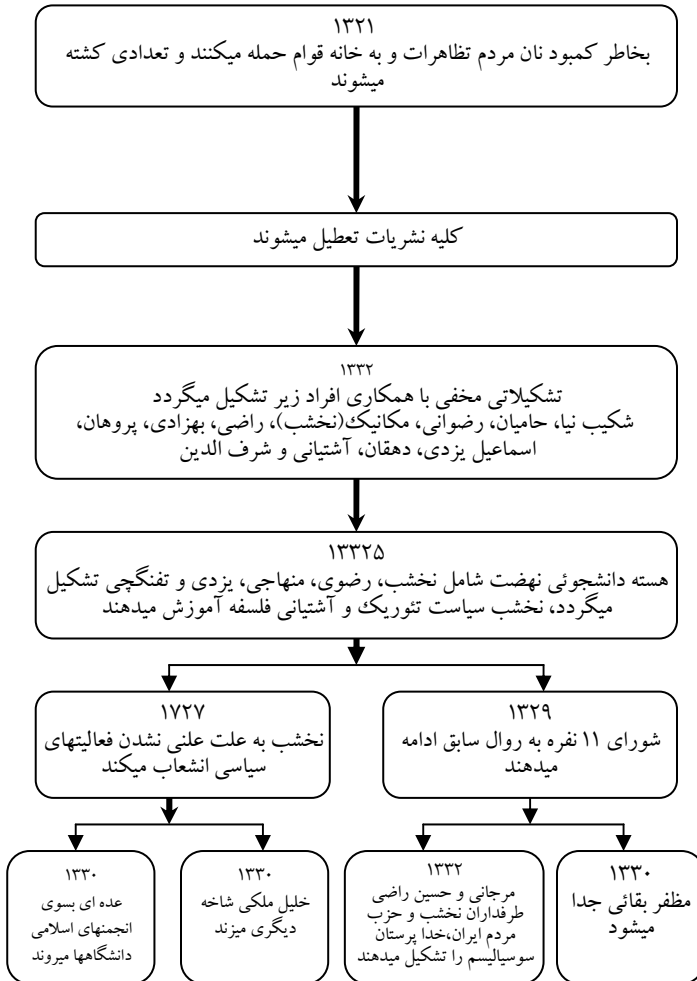 ۱۳۲۱
بخاطر کمبود نان مردم تظاهرات و به خانه قوام حمله میکنند و تعدادی کشته
میشوند
کلیه نشریات تعطیل میشوند
۱۳۳۲
تشکیلاتی مخفی با همکاری افراد زیر تشکیل میگردد
شکیب نیا، حامیان، رضوانی، مکانیک(نخشب)، راضی، بهزادی، پروهان،
اسماعیل یزدی، دهقان، آشتیانی و شرف الدین
۱۳۳۲۵
هسته دانشجوئی نهضت شامل نخشب، رضوی، منهاجی، یزدی و تفنگچی تشکیل
میگردد، نخشب سیاست تئوریک و آشتیانی فلسفه آموزش میدهند
۱۳۲۹
شورای ۱۱ نفره به روال سابق ادامه
میدهند
۱۷۲۷
نخشب به علت علنی نشدن فعالیتهای
سیاسی انشعاب میکند
۱۳۳۰
مظفر بقائی جدا
میشود
۱۳۳۲
مرجانی و حسین راضی
طرفداران نخشب و حزب
مردم ایران،خدا پرستان
سوسیالیسم را تشکیل میدهند
۱۳۳۰
خلیل ملکی شاخه
دیگری میزند
۱۳۳۰
عده ای بسوی
انجمنهای اسلامی
دانشگاهها میروند